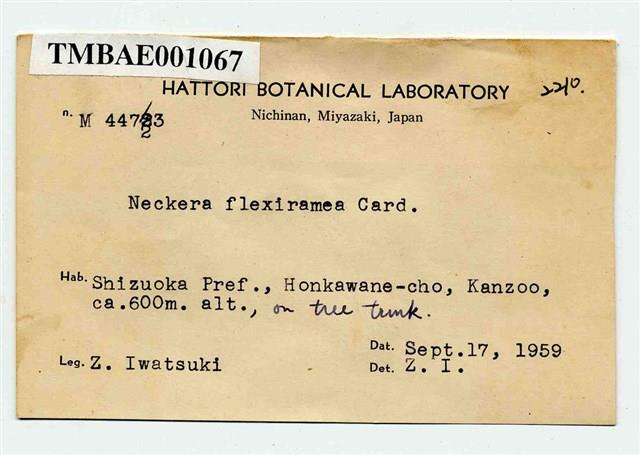 TMBAE001067
HATTORI BOTANICAL LABORATORY
2210.
n. M 44723
Nichinan, Miyazaki, Japan
Neckera flexiramea Card.
Hab. Shizuoka Pref., Honkawane-cho, Kanzoo,
ca.600m. alt., on tree trunk.
Leg. Z. Iwatsuki
Dat. Sept.17, 1959
Det. Z. I.